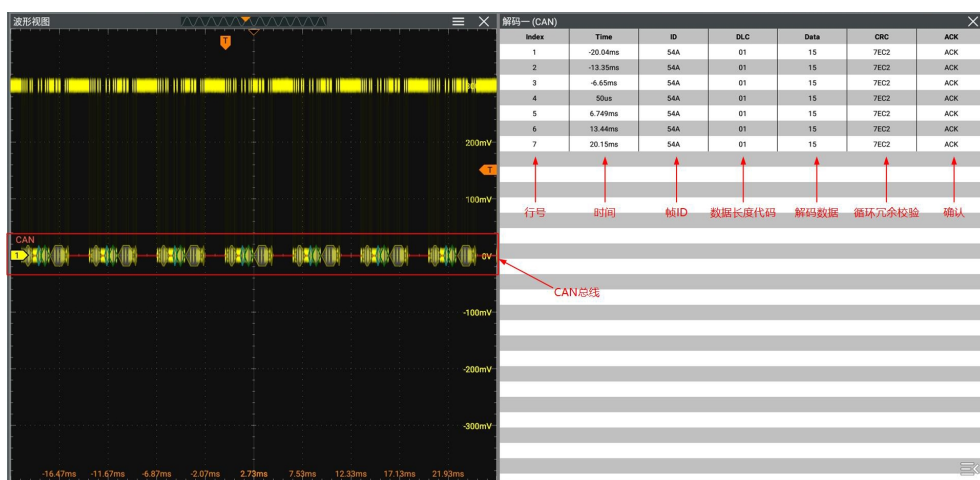 波形视图
解码一 (CAN)
Index Time ID DLC Data CRC ACK
1 -20.04ms 54A 01 15 7EC2 ACK
2 -13.35ms 54A 01 15 7EC2 ACK
3 -6.65ms 54A 01 15 7EC2 ACK
4 50us 54A 01 15 7EC2 ACK
5 6.749ms 54A 01 15 7EC2 ACK
6 13.44ms 54A 01 15 7EC2 ACK
7 20.15ms 54A 01 15 7EC2 ACK
行号 时间 帧ID 数据长度代码 解码数据 循环冗余校验 确认
T
200mV
T
100mV
CAN
1
0V
CAN总线
-100mV
-200mV
-300mV
-16.47ms -11.67ms -6.87ms -2.07ms 2.73ms 7.53ms 12.33ms 17.13ms 21.93ms